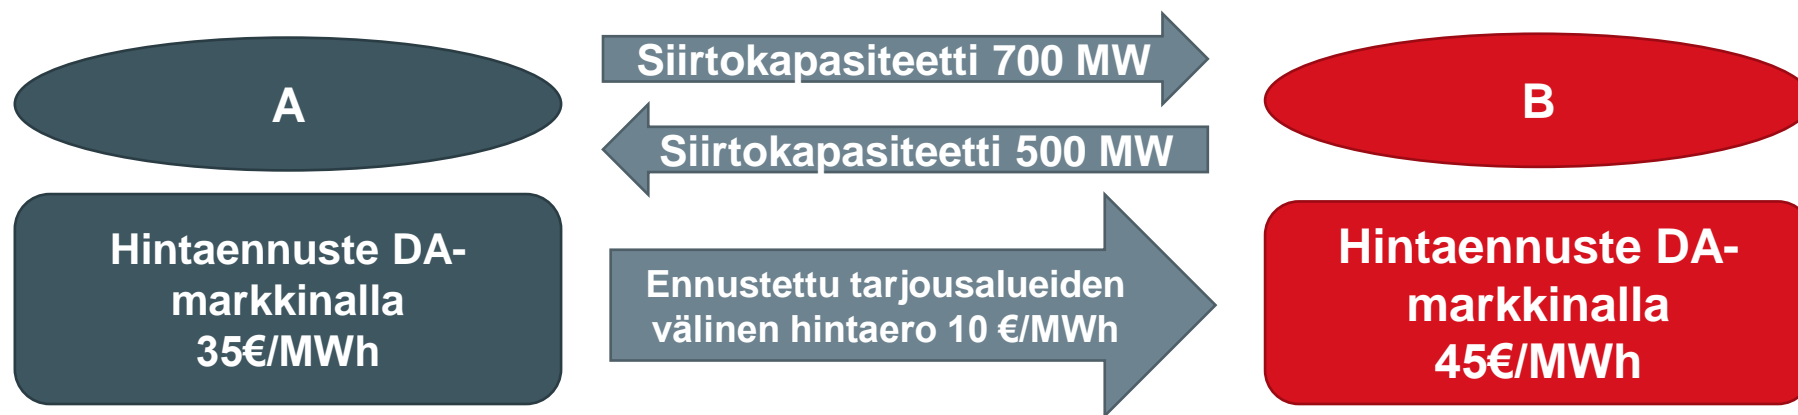 A
Siirtokapasiteetti 700 MW
Siirtokapasiteetti 500 MW
B
Hintaennuste DA-
markkinalla
35€/MWh
Ennustettu tarjousalueiden
välinen hintaero 10 €/MWh
Hintaennuste DA-
markkinalla
45€/MWh